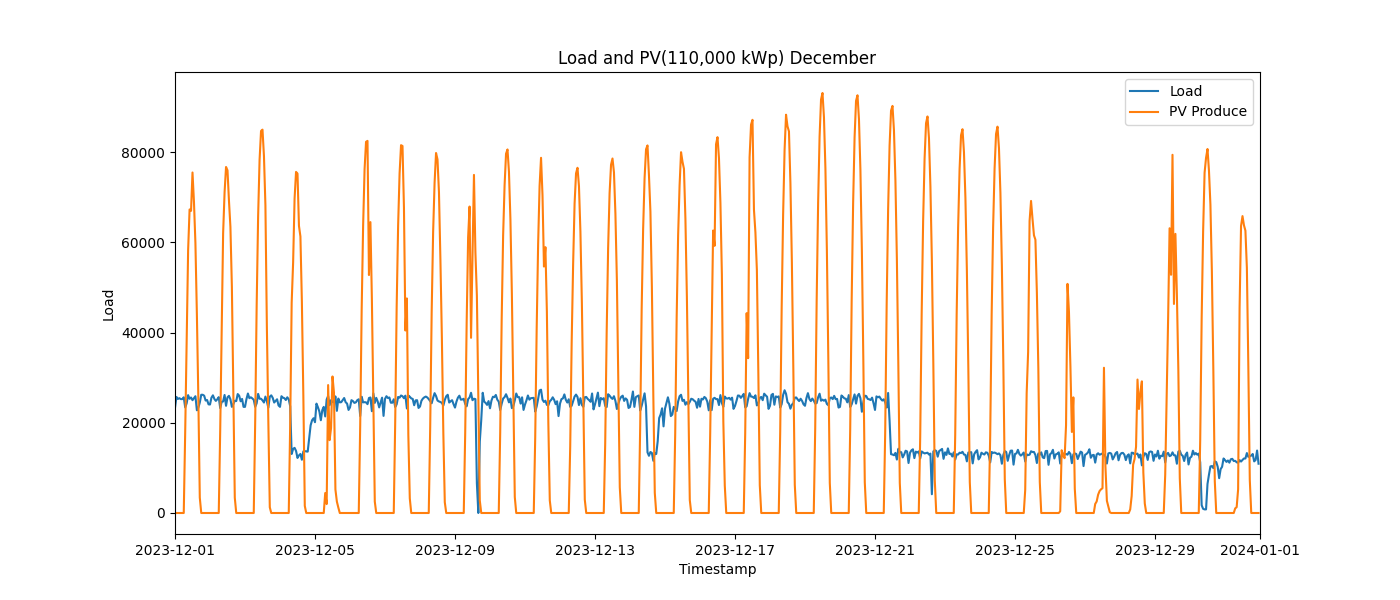 Load and PV(110,000 kWp) December
Load
PV Produce
80000
60000
40000
20000
0
Load
2023-12-01
2023-12-05
2023-12-09
2023-12-13
2023-12-17
2023-12-21
2023-12-25
2023-12-29
2024-01-01
Timestamp